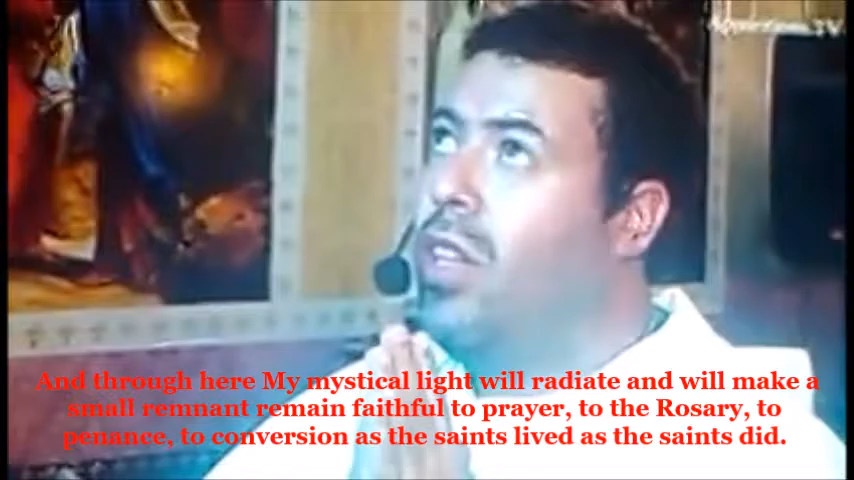 And through here My mystical light will radiate and will make a
small remnant remain faithful to prayer, to the Rosary, to
penance, to conversion as the saints lived as the saints did.